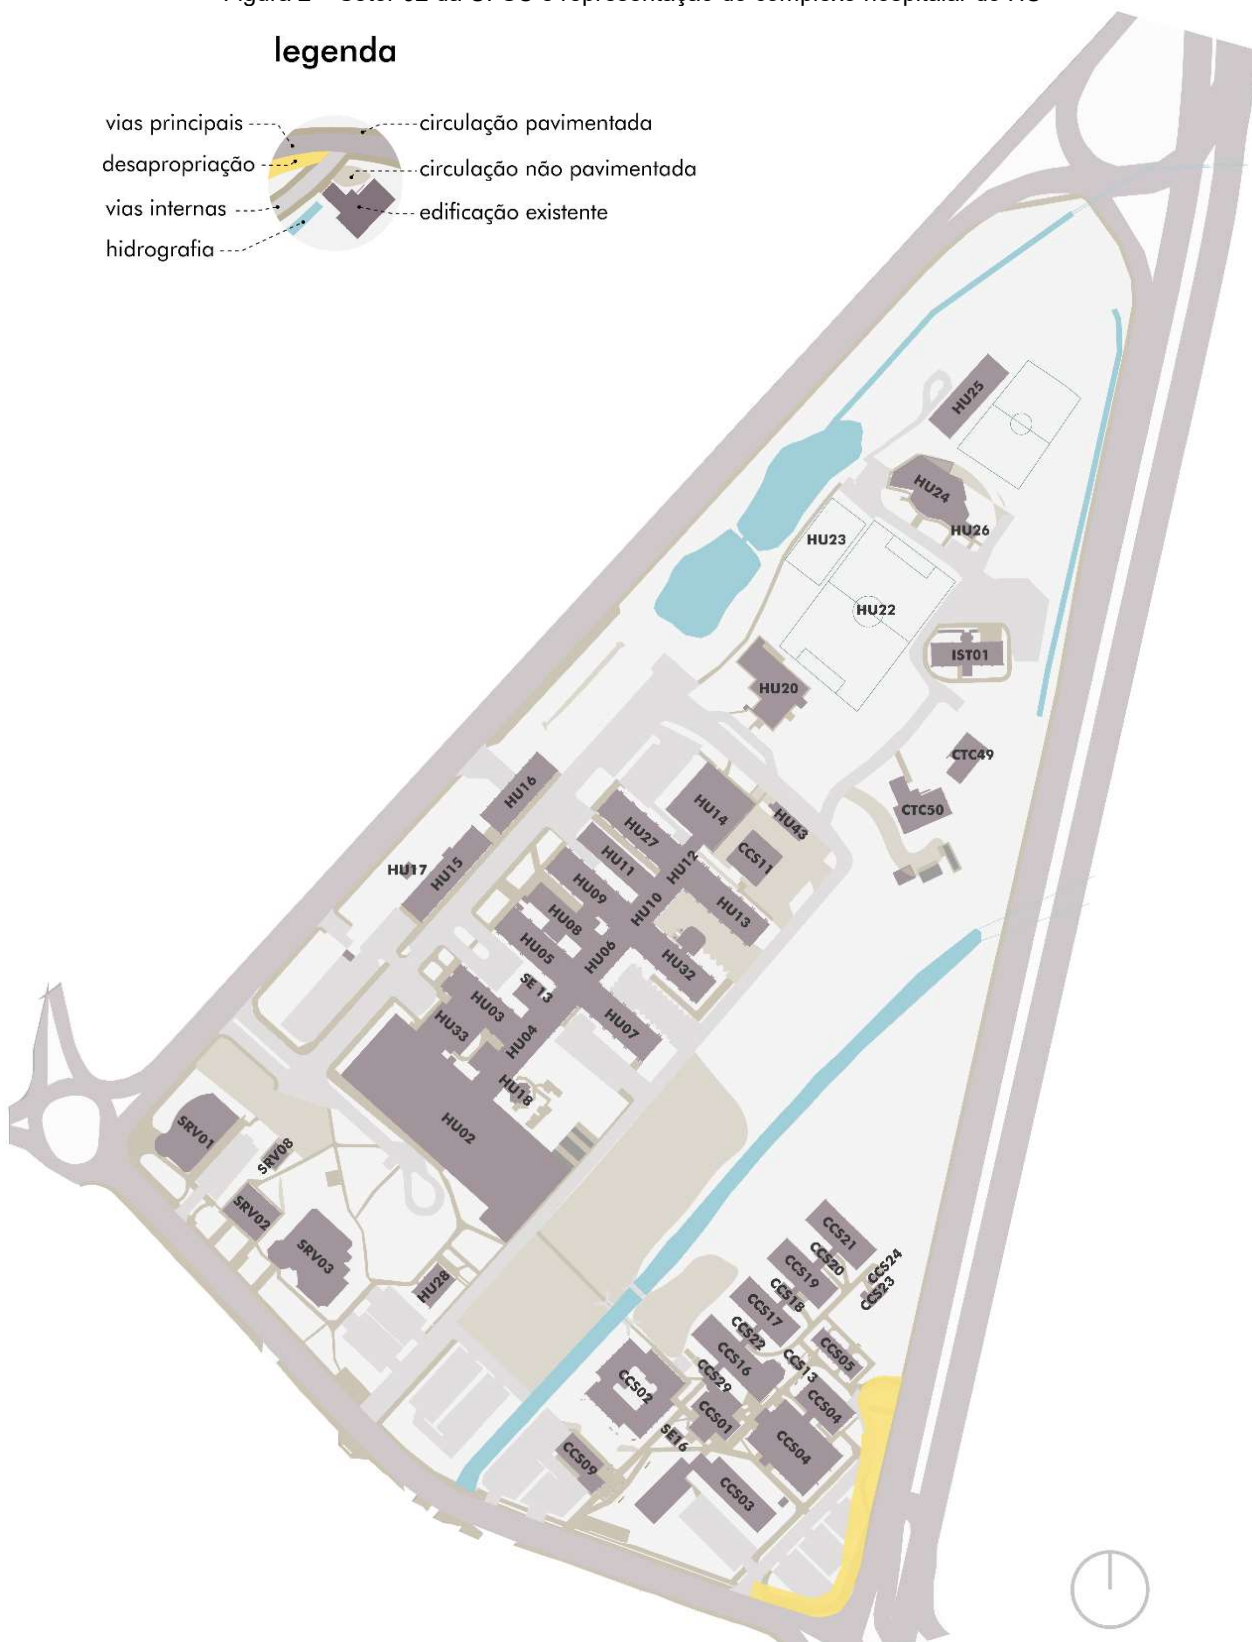 legenda
vias principais
circulação pavimentada
desapropriação
circulação não pavimentada
vias internas
edificação existente
hidrografia
HU25
HU24
HU26
HU23
HU22
IST01
HU20
CTC49
CTC50
HU16
HU14
HU43
HU27
CCS11
HU11
HU12
HU17
HU15
HU09
HU10
HU13
HU08
HU05
HU06
HU32
SE 13
HU03
HU07
HU33
HU04
HU18
HU02
SRV01
SRV08
SRV02
SRV03
HU28
CCS21
CCS20
CCS24
CCS19
CCS23
CCS18
CCS17
CCS22
CCS16
CCS05
CCS13
CCS29
CCS02
CCS04
CCS01
SE16
CCS04
CCS09
CCS03